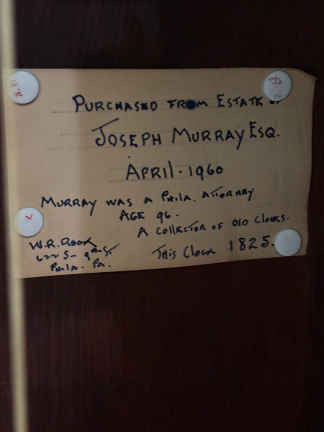 PURCHASED FROM ESTATE OF
JOSEPH MURRAY ESQ.
APRIL - 1960
MURRAY WAS A PHILA. ATTORNEY
AGE 96.
A COLLECTOR OF OLD CLOCKS.
THIS CLOCK 1825.
W.R.
PHILA. PA.